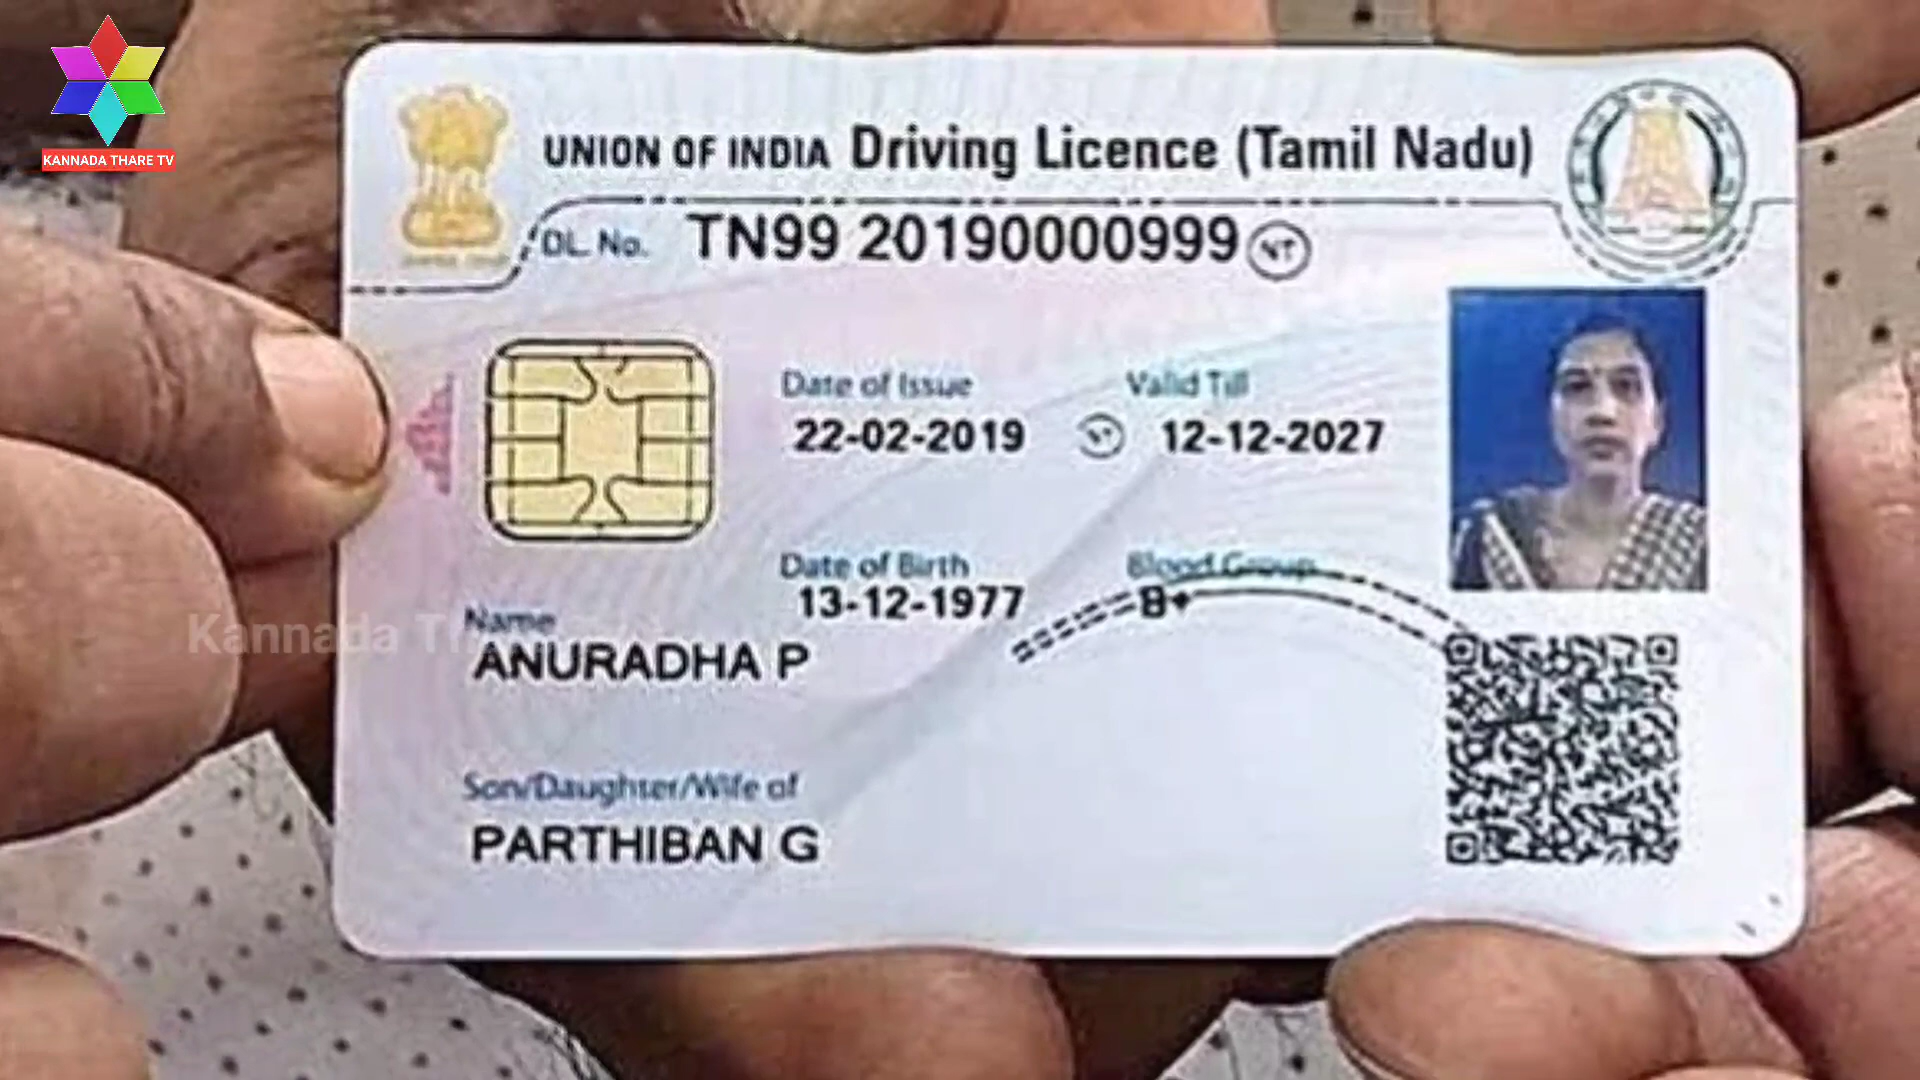 KANNADA THARE TV
UNION OF INDIA Driving Licence (Tamil Nadu)
DL. No. TN99 20190000999
Date of Issue Valid Till
22-02-2019 12-12-2027
Date of Birth Blood Group
13-12-1977 B+
Name
Kannada
ANURADHA P
Son/Daughter/Wife of
PARTHIBAN G